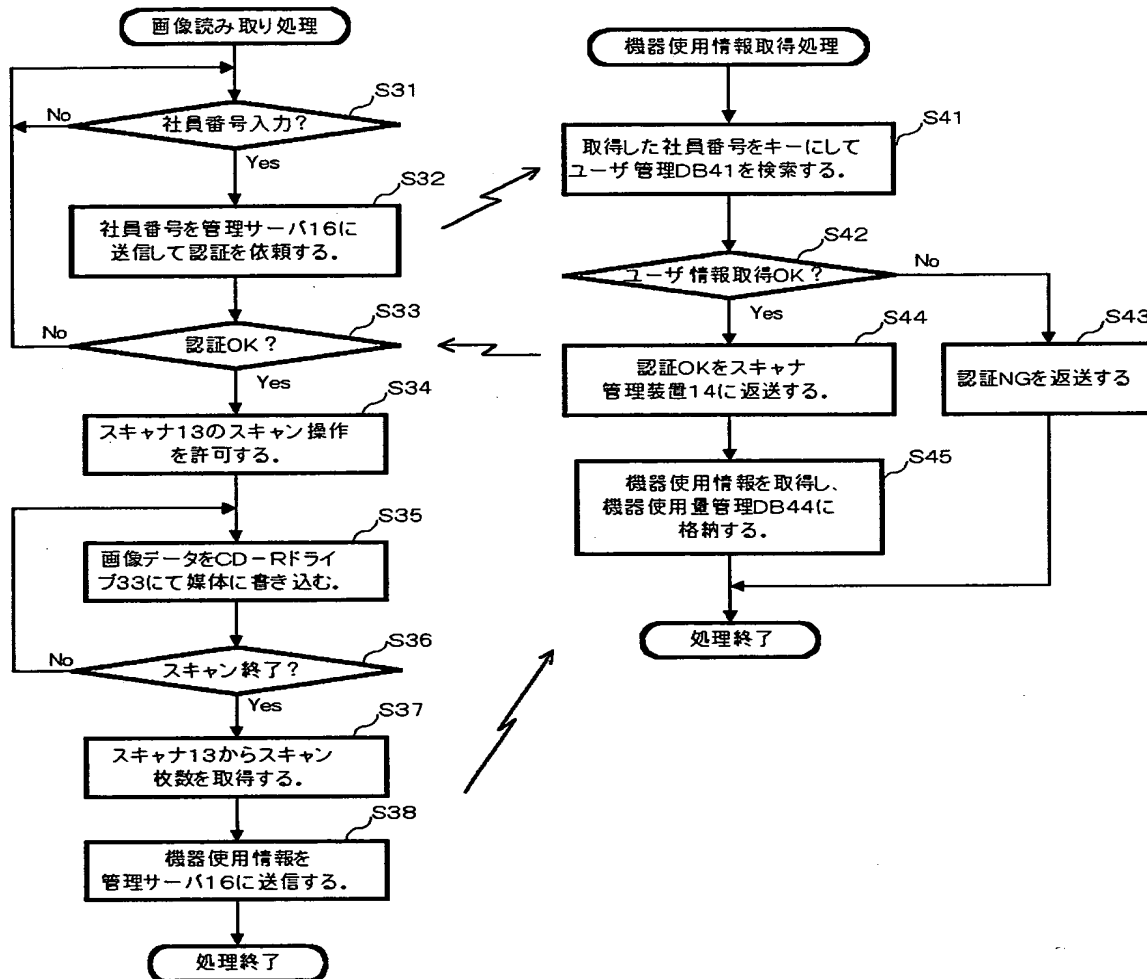 画像読み取り処理
S31
社員番号入力?
No
Yes
S32
社員番号を管理サーバ16に
送信して認証を依頼する。
S33
認証OK?
No
Yes
S34
スキャナ13のスキャン操作
を許可する。
S35
画像データをCD-Rドライ
ブ33にて媒体に書き込む。
S36
スキャン終了?
No
Yes
S37
スキャナ13からスキャン
枚数を取得する。
S38
機器使用情報を
管理サーバ16に送信する。
処理終了
機器使用情報取得処理
S41
取得した社員番号をキーにして
ユーザ管理DB41を検索する。
S42
ユーザ情報取得OK?
No
Yes
S43
認証NGを返送する
S44
認証OKをスキャナ
管理装置14に返送する。
S45
機器使用情報を取得し、
機器使用量管理DB44に
格納する。
処理終了